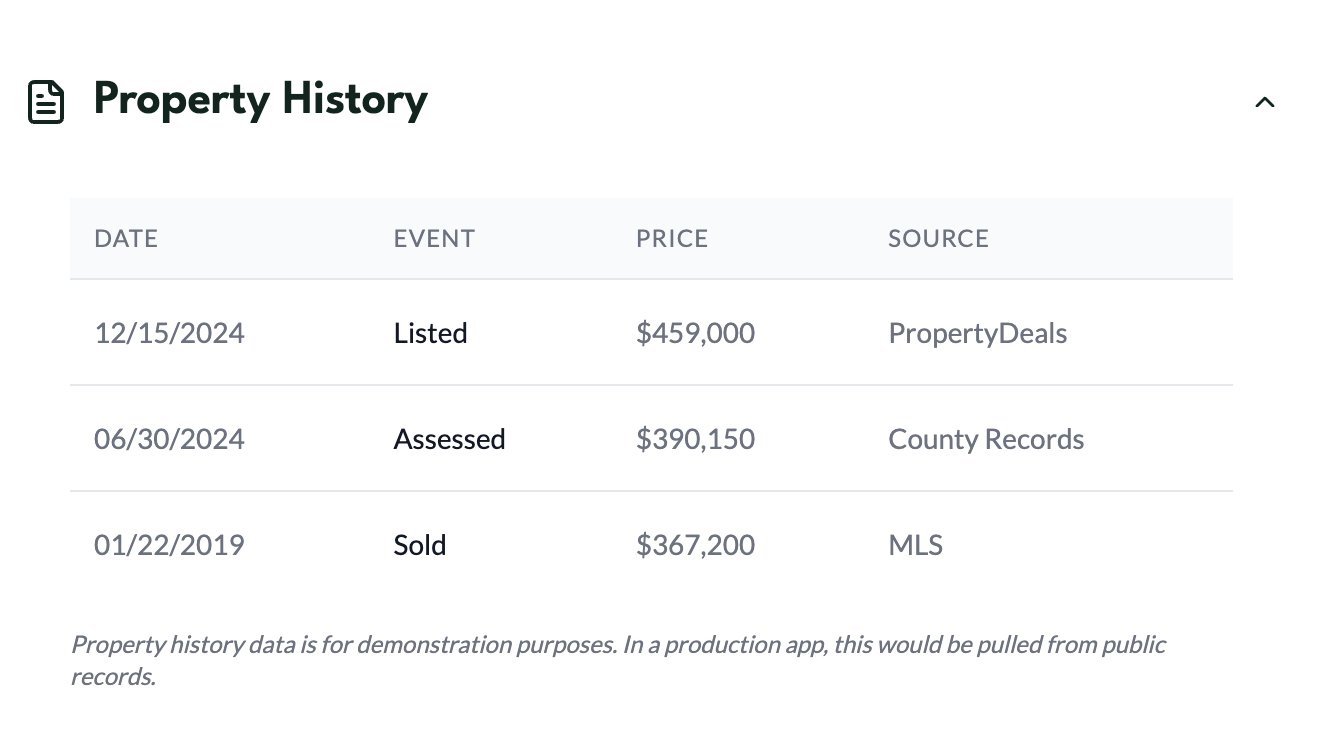 Property History
DATE EVENT PRICE SOURCE
12/15/2024 Listed $459,000 PropertyDeals
06/30/2024 Assessed $390,150 County Records
01/22/2019 Sold $367,200 MLS
Property history data is for demonstration purposes. In a production app, this would be pulled from public
records.